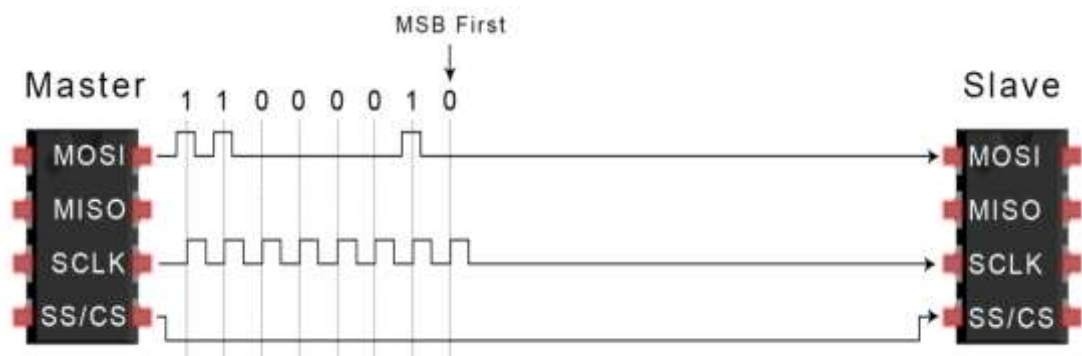 MSB First
Master
Slave
1 1 0 0 0 0 1 0
MOSI
MISO
SCLK
SS/CS
MOSI
MISO
SCLK
SS/CS